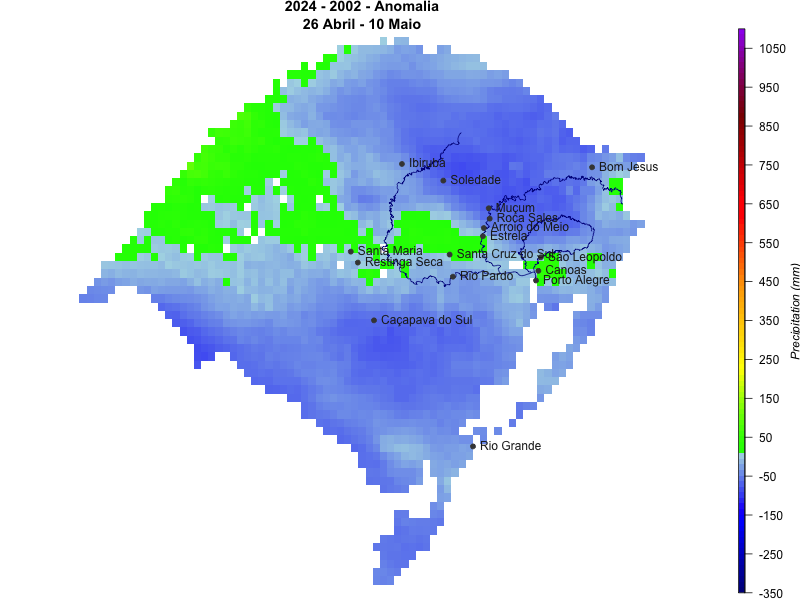 2024 - 2002 - Anomalia
26 Abril - 10 Maio
Ibirubá
Soledade
Bom Jesus
Mucum
Roca Sales
Arroio do Meio
Estrela
Santa Maria
Restinga Seca
Santa Cruz do Sul
São Leopoldo
Canoas
Rio Pardo
Porto Alegre
Caçapava do Sul
Rio Grande
1050
950
850
750
650
550
450
350
250
150
50
-50
-150
-250
-350
Precipitation (mm)